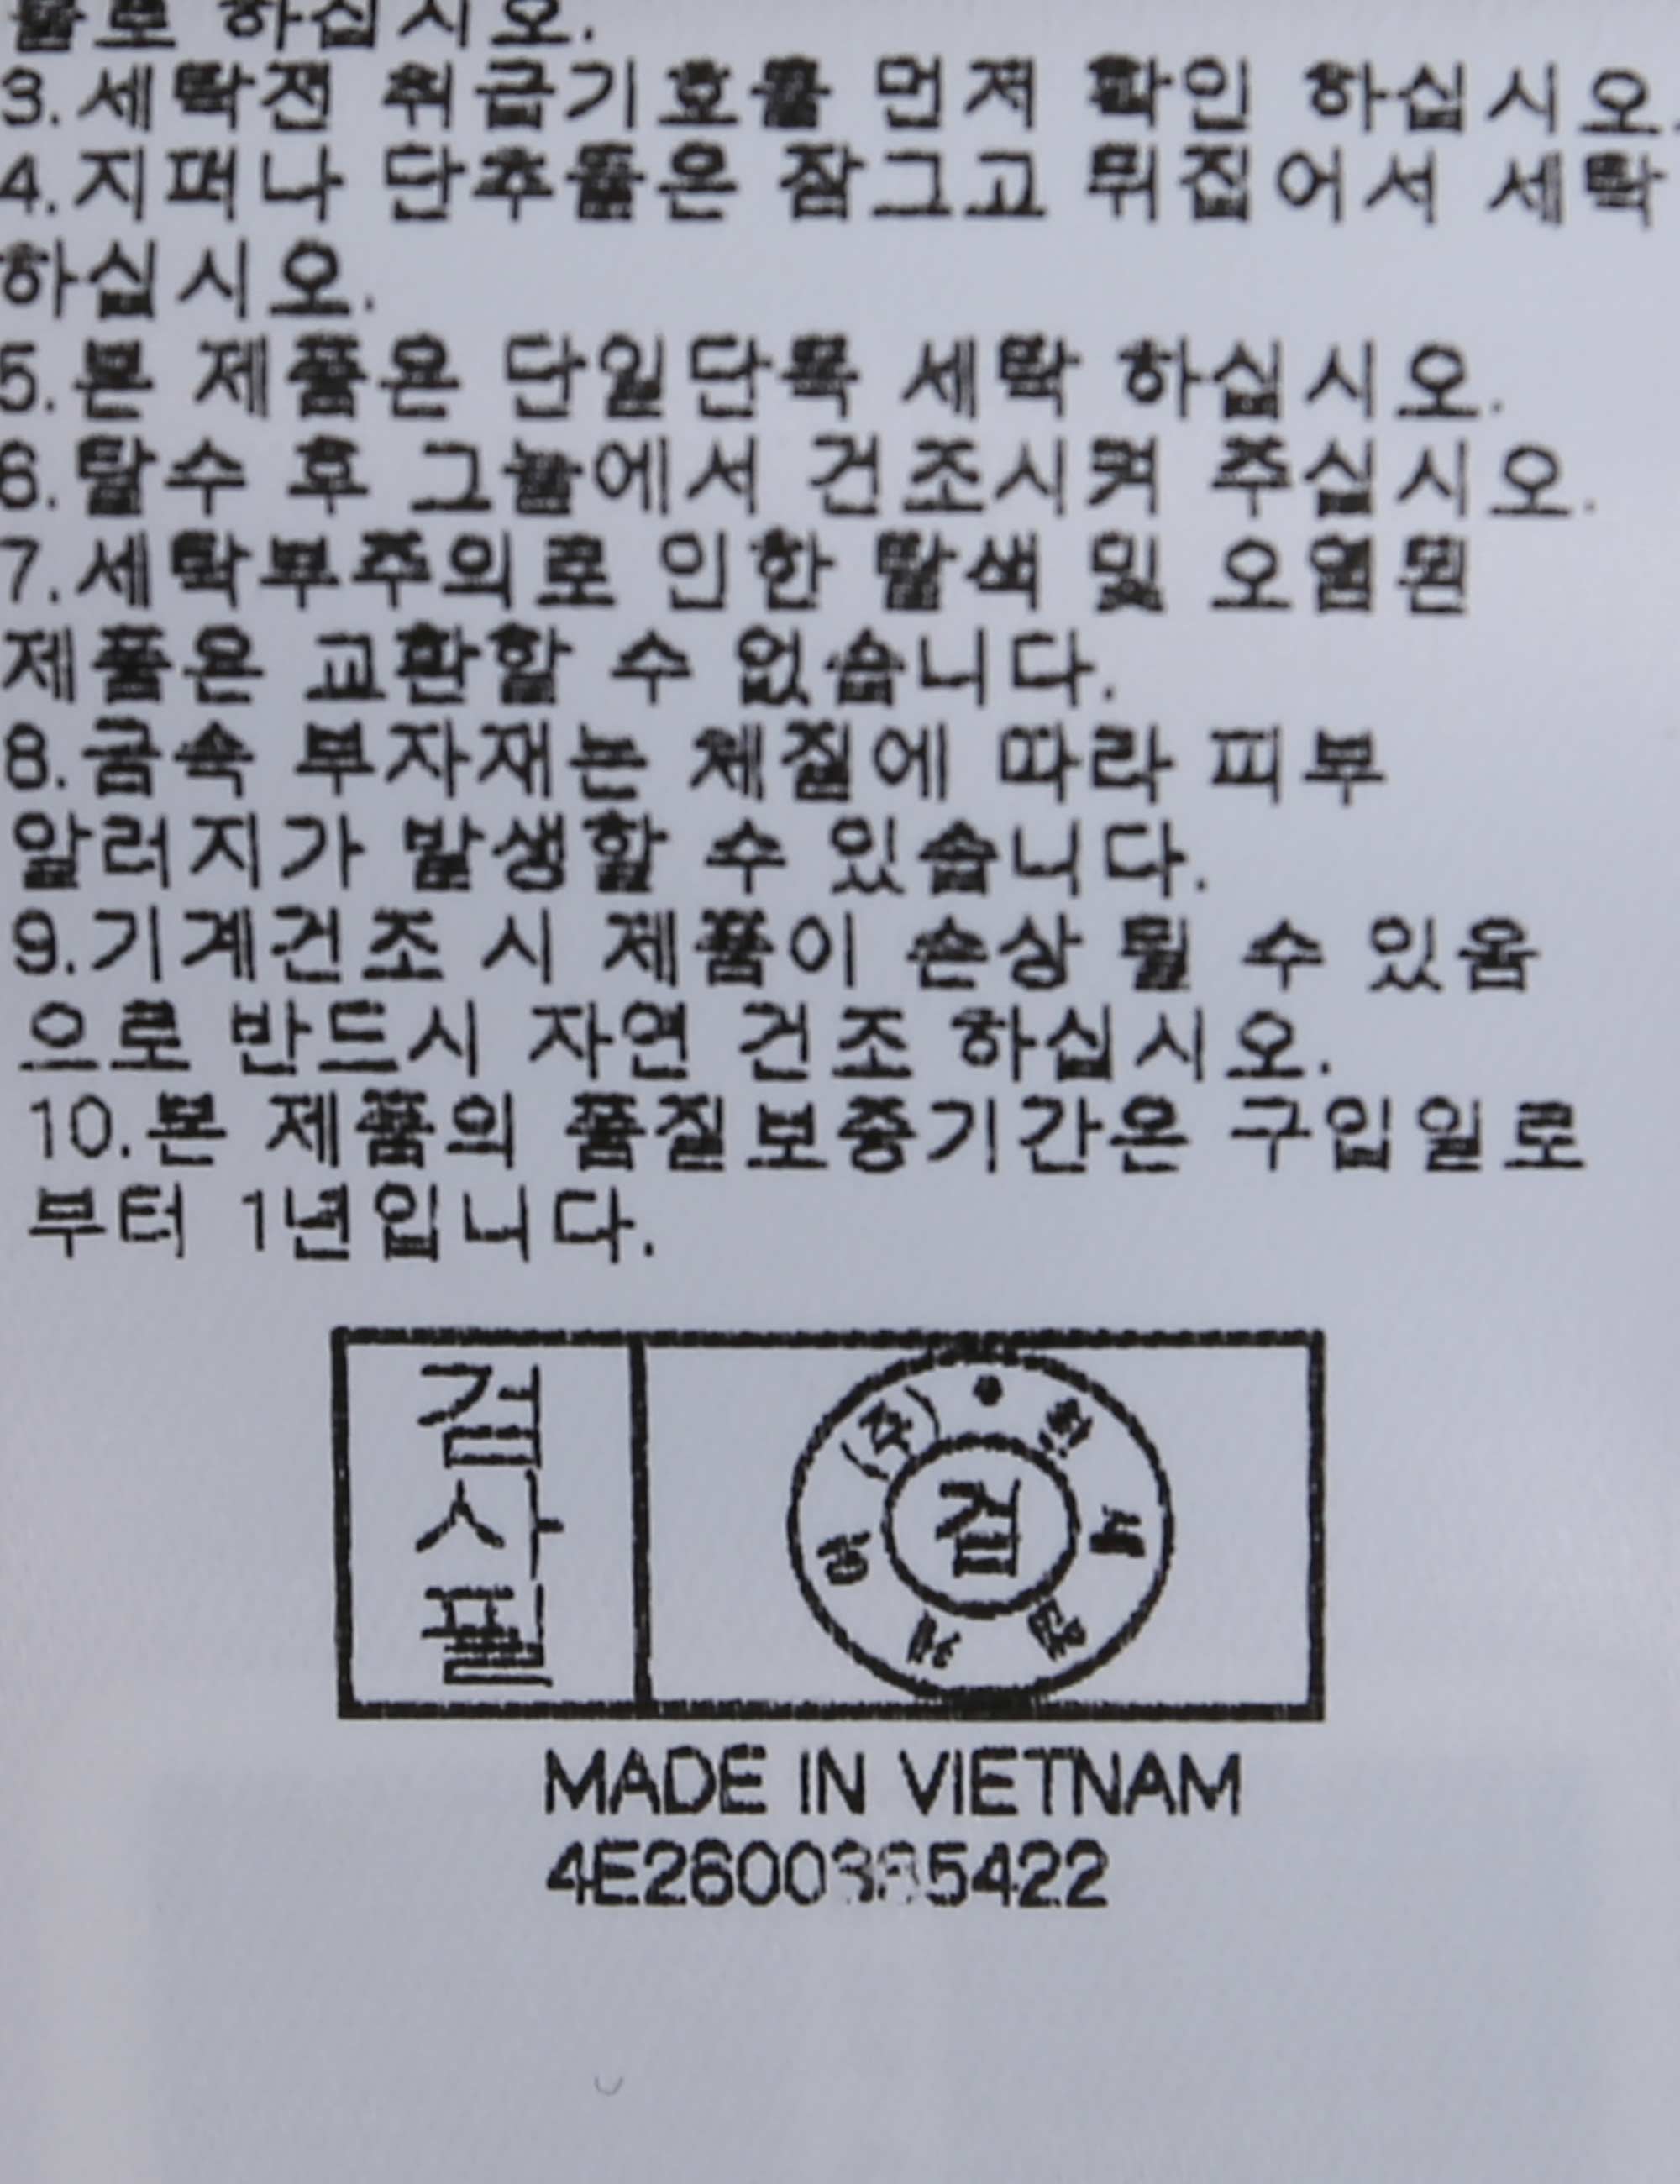 물로 하십시오.
3.세탁전 취급기호를 먼저 확인 하십시오.
4.지퍼나 단추들은 잠그고 뒤집어서 세탁
하십시오.
5.본 제품은 단일단독 세탁 하십시오.
6.탈수 후 그늘에서 건조시켜 주십시오.
7.세탁부주의로 인한 탈색 및 오염된
제품은 교환할 수 없습니다.
8.금속 부자재는 체질에 따라 피부
알러지가 발생할 수 있습니다.
9.기계건조 시 제품이 손상 될 수 있음
으로 반드시 자연 건조 하십시오.
10.본 제품의 품질보증기간은 구입일로
부터 1년입니다.
검사필
(주)
검
MADE IN VIETNAM